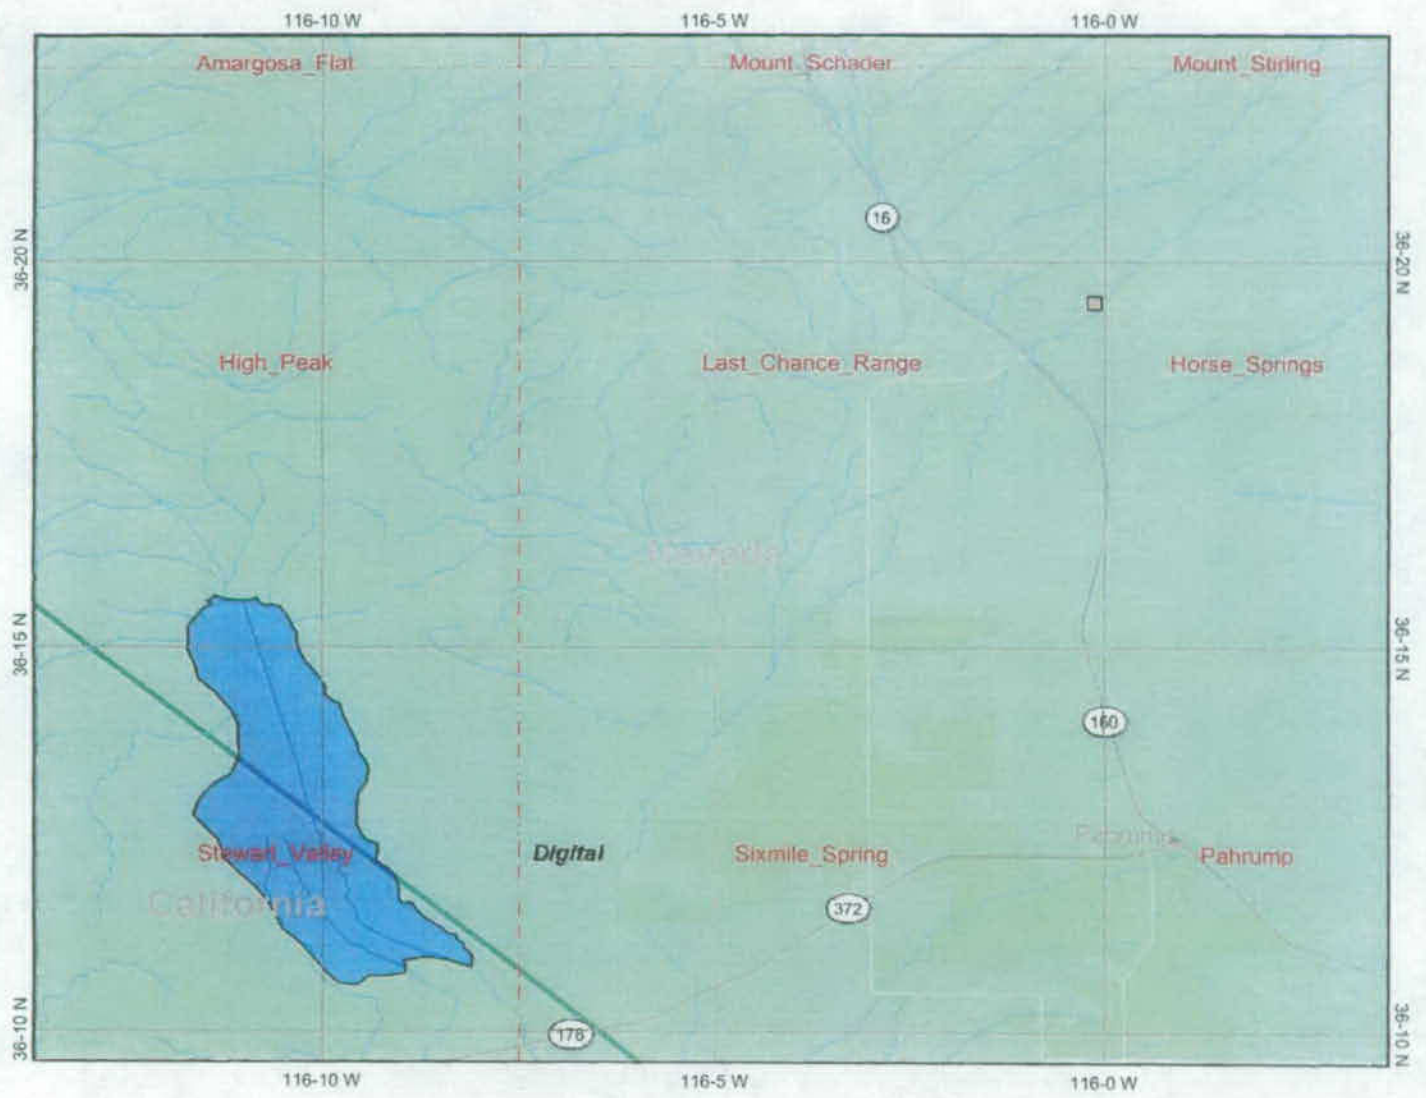 116-10 W 116-5 W 116-0 W
Amargosa_Flat Mount_Schader Mount_Stirling
16
36-20 N 36-20 N
High_Peak Last_Chance_Range Horse_Springs
Nevada
36-15 N 36-15 N
160
Pahrump
Stewart_Valley Digital Sixmile_Spring Pahrump
California 372
178
36-10 N 36-10 N
116-10 W 116-5 W 116-0 W